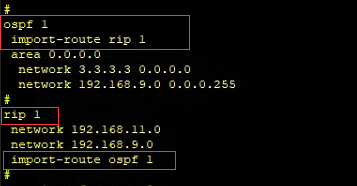 #
ospf 1
import-route rip 1
area 0.0.0.0
network 3.3.3.3 0.0.0.0
network 192.168.9.0 0.0.0.255
#
rip 1
network 192.168.11.0
network 192.168.9.0
import-route ospf 1
#